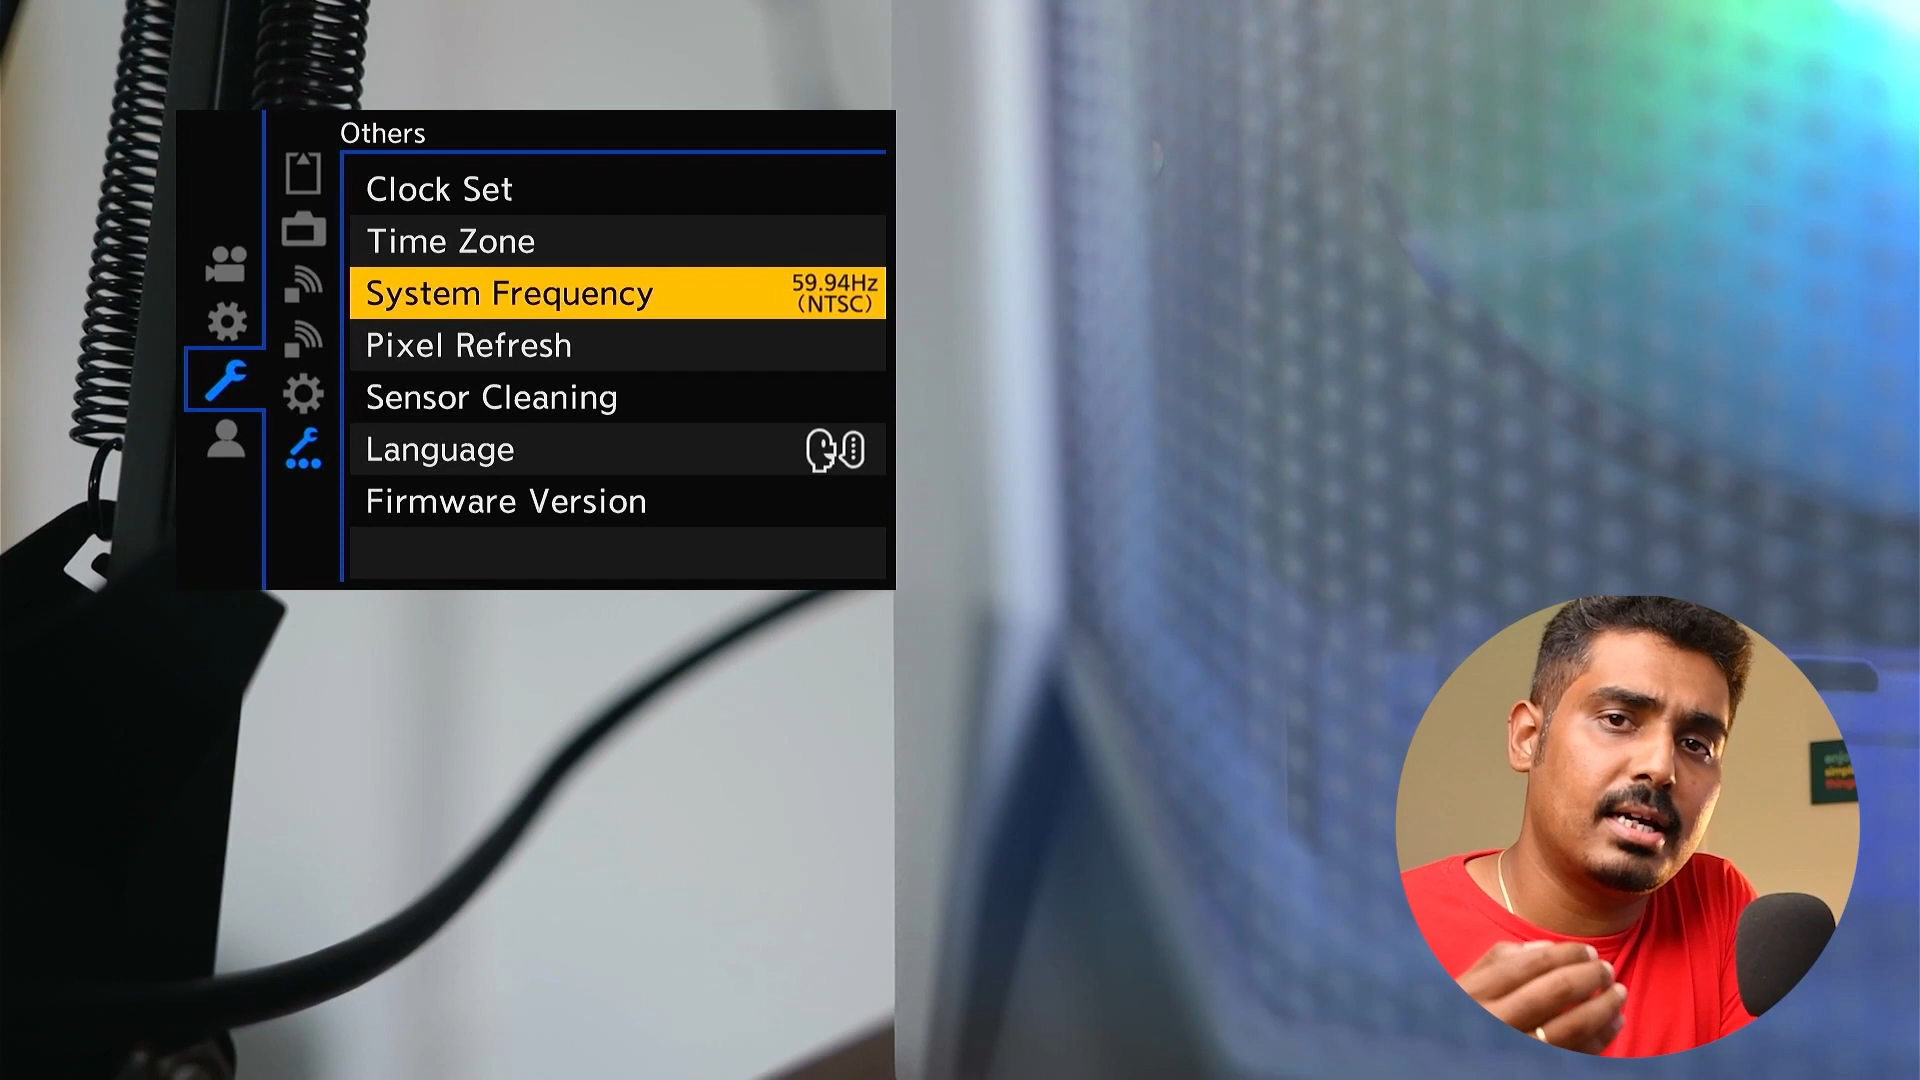 Others
Clock Set
Time Zone
System Frequency
59.94Hz
(NTSC)
Pixel Refresh
Sensor Cleaning
Language
Firmware Version